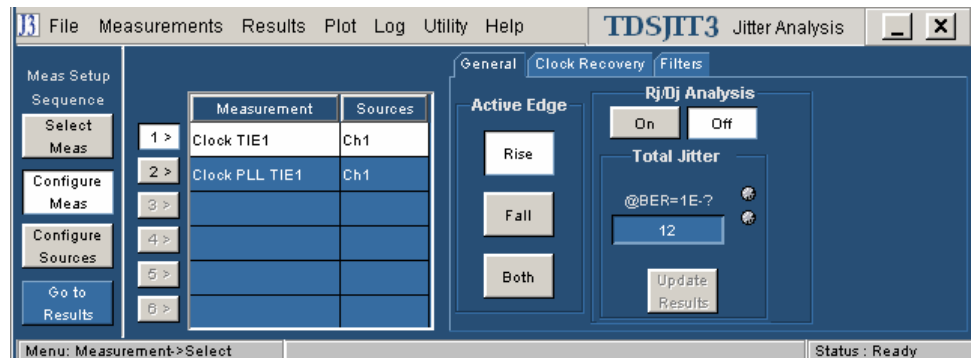 J3 File Measurements Results Plot Log Utility Help TDSJIT3 Jitter Analysis
Meas Setup
Sequence
Select
Meas
Configure
Meas
Configure
Sources
Go to
Results
1 >
2 >
3 >
4 >
5 >
6 >
Measurement Sources
Clock TIE1 Ch1
Clock PLL TIE1 Ch1
General Clock Recovery Filters
Active Edge
Rise
Fall
Both
Rj/Dj Analysis
On Off
Total Jitter
@BER=1E-?
12
Update
Results
Menu: Measurement->Select Status : Ready